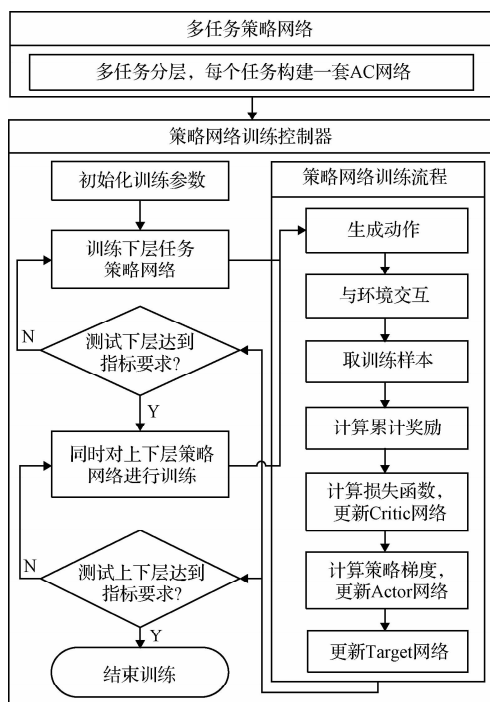 多任务策略网络
多任务分层，每个任务构建一套AC网络
策略网络训练控制器
初始化训练参数
训练下层任务
策略网络
N
测试下层达到
指标要求?
Y
同时对上下层策略
网络进行训练
N
测试上下层达到
指标要求?
Y
结束训练
策略网络训练流程
生成动作
与环境交互
取训练样本
计算累计奖励
计算损失函数，
更新Critic网络
计算策略梯度，
更新Actor网络
更新Target网络